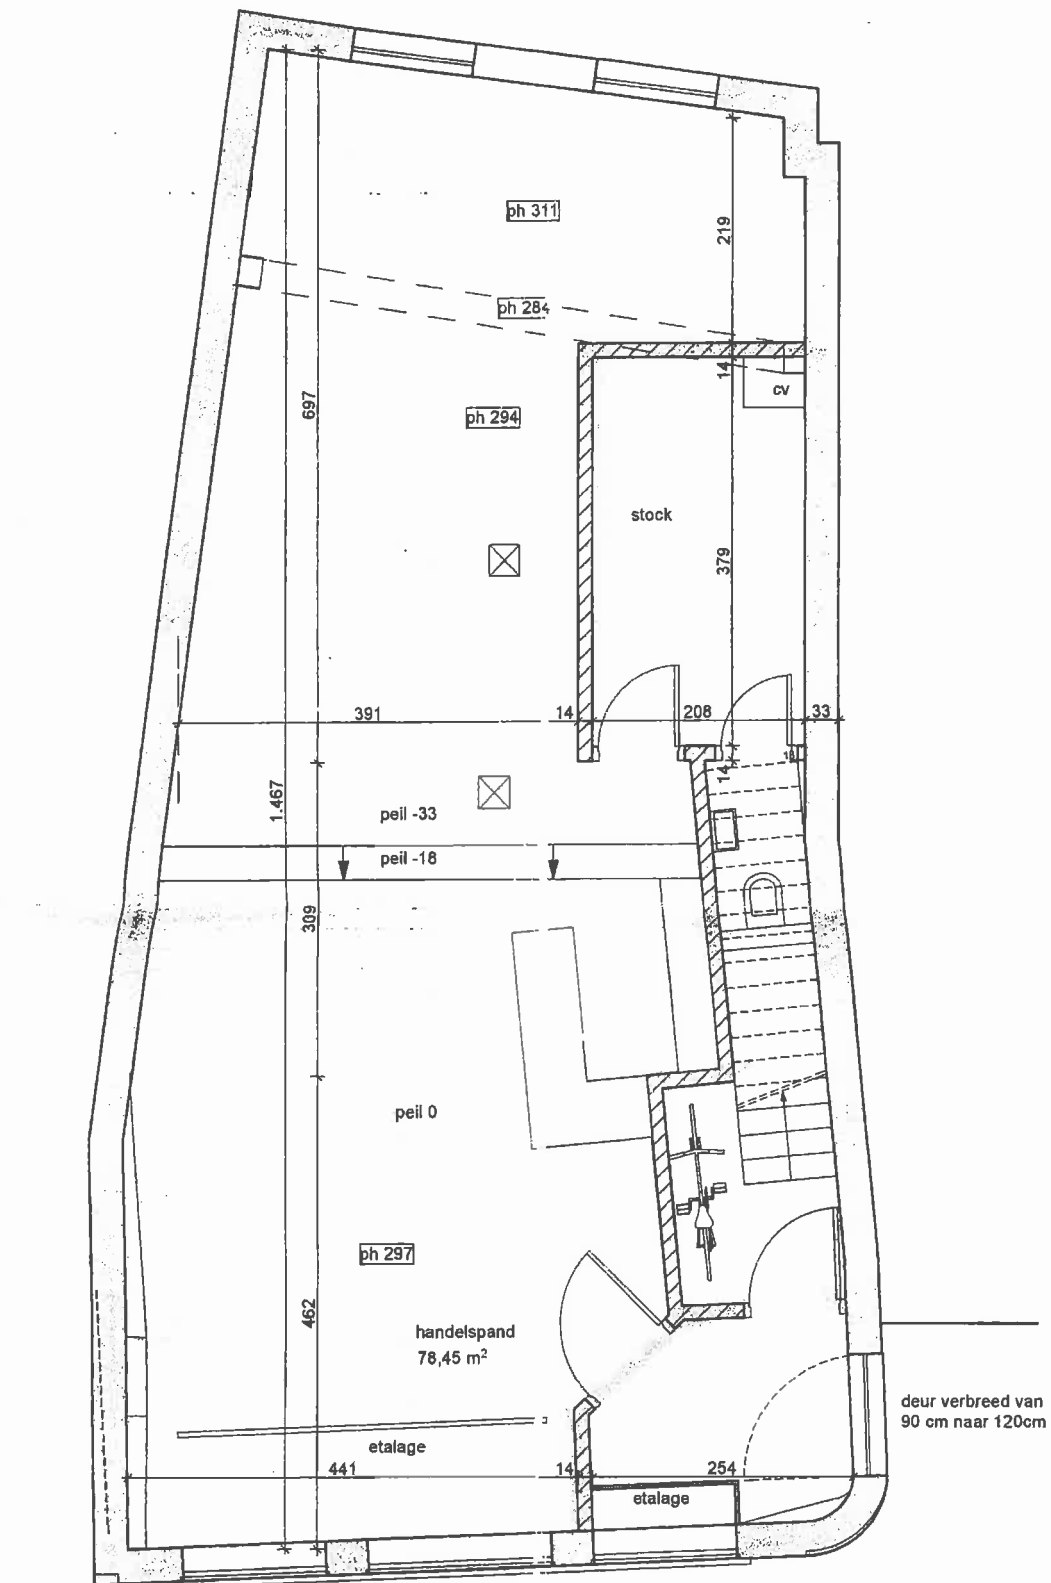 ph 311
219
ph 284
14
cv
697
ph 294
stock
379
391
14
208
33
14
1.467
peil -33
peil -18
309
peil 0
ph 297
462
handelspand
78,45 m²
deur verbreed van
90 cm naar 120cm
etalage
441
14
254
etalage